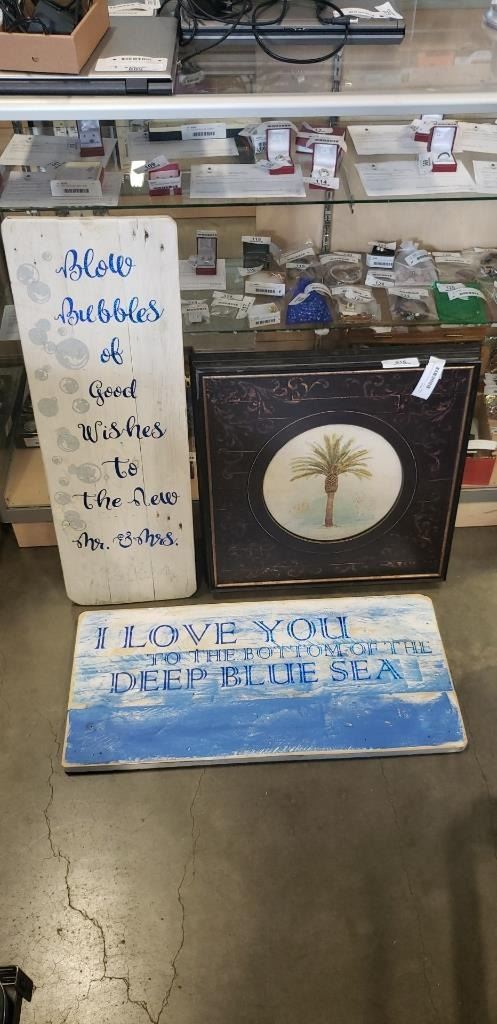 Blow
Bubbles
of
Good
Wishes
to
the New
Mr. & Mrs.
I LOVE YOU
TO THE BOTTOM OF THE
DEEP BLUE SEA
114